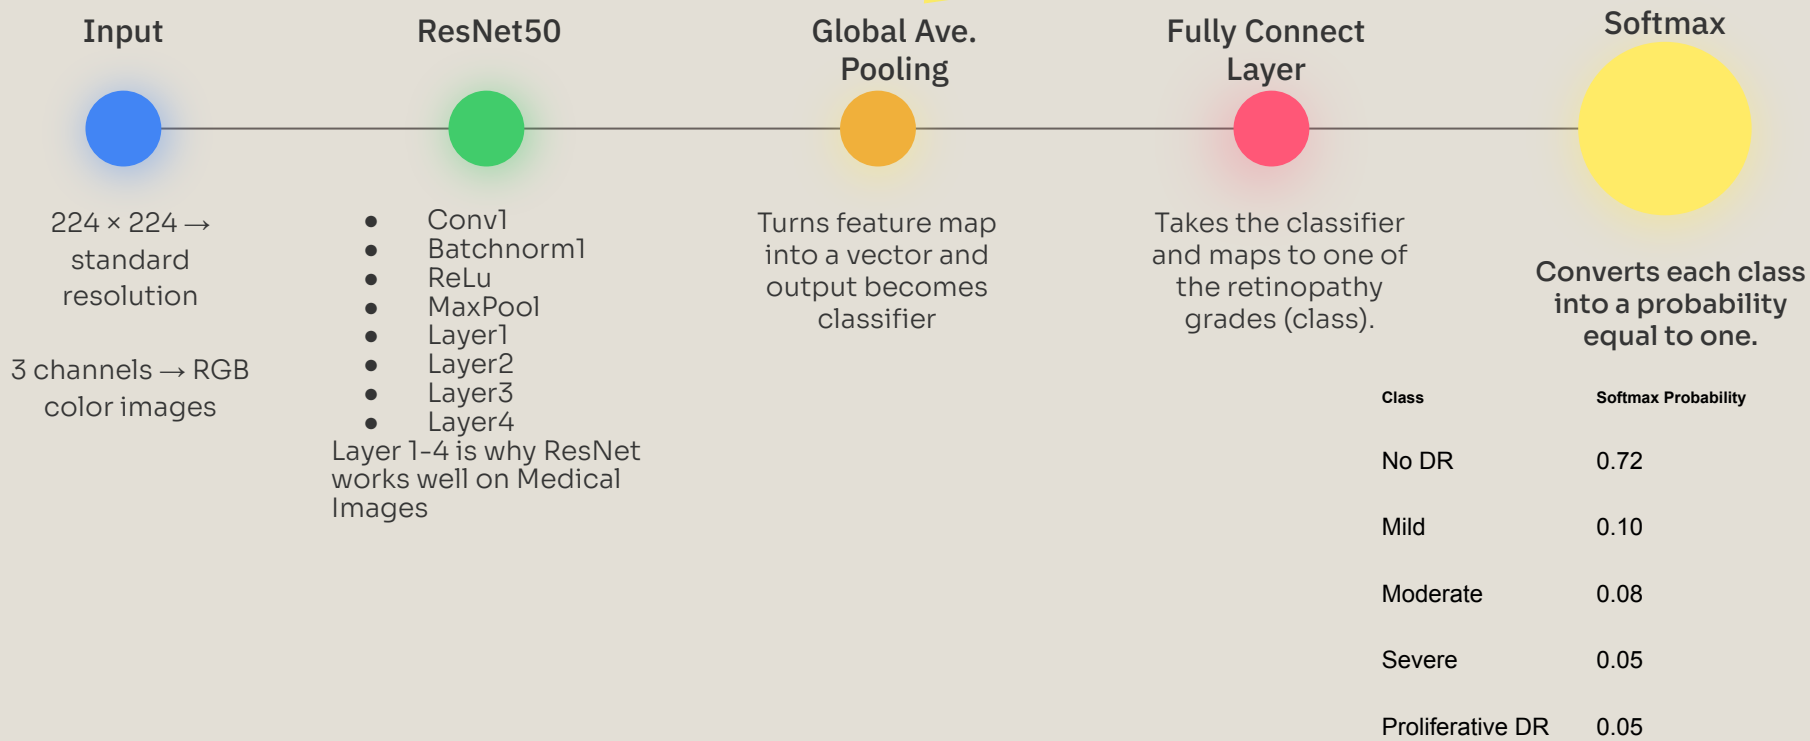 Input
224 × 224 →
standard
resolution
3 channels → RGB
color images
ResNet50
● Conv1
● Batchnorm1
● ReLu
● MaxPool
● Layer1
● Layer2
● Layer3
● Layer4
Layer 1-4 is why ResNet
works well on Medical
Images
Global Ave.
Pooling
Turns feature map
into a vector and
output becomes
classifier
Fully Connect
Layer
Takes the classifier
and maps to one of
the retinopathy
grades (class).
Softmax
Converts each class
into a probability
equal to one.
Class Softmax Probability
No DR 0.72
Mild 0.10
Moderate 0.08
Severe 0.05
Proliferative DR 0.05